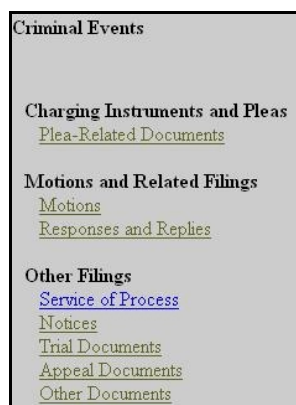 Criminal Events
Charging Instruments and Pleas
Plea-Related Documents
Motions and Related Filings
Motions
Responses and Replies
Other Filings
Service of Process
Notices
Trial Documents
Appeal Documents
Other Documents